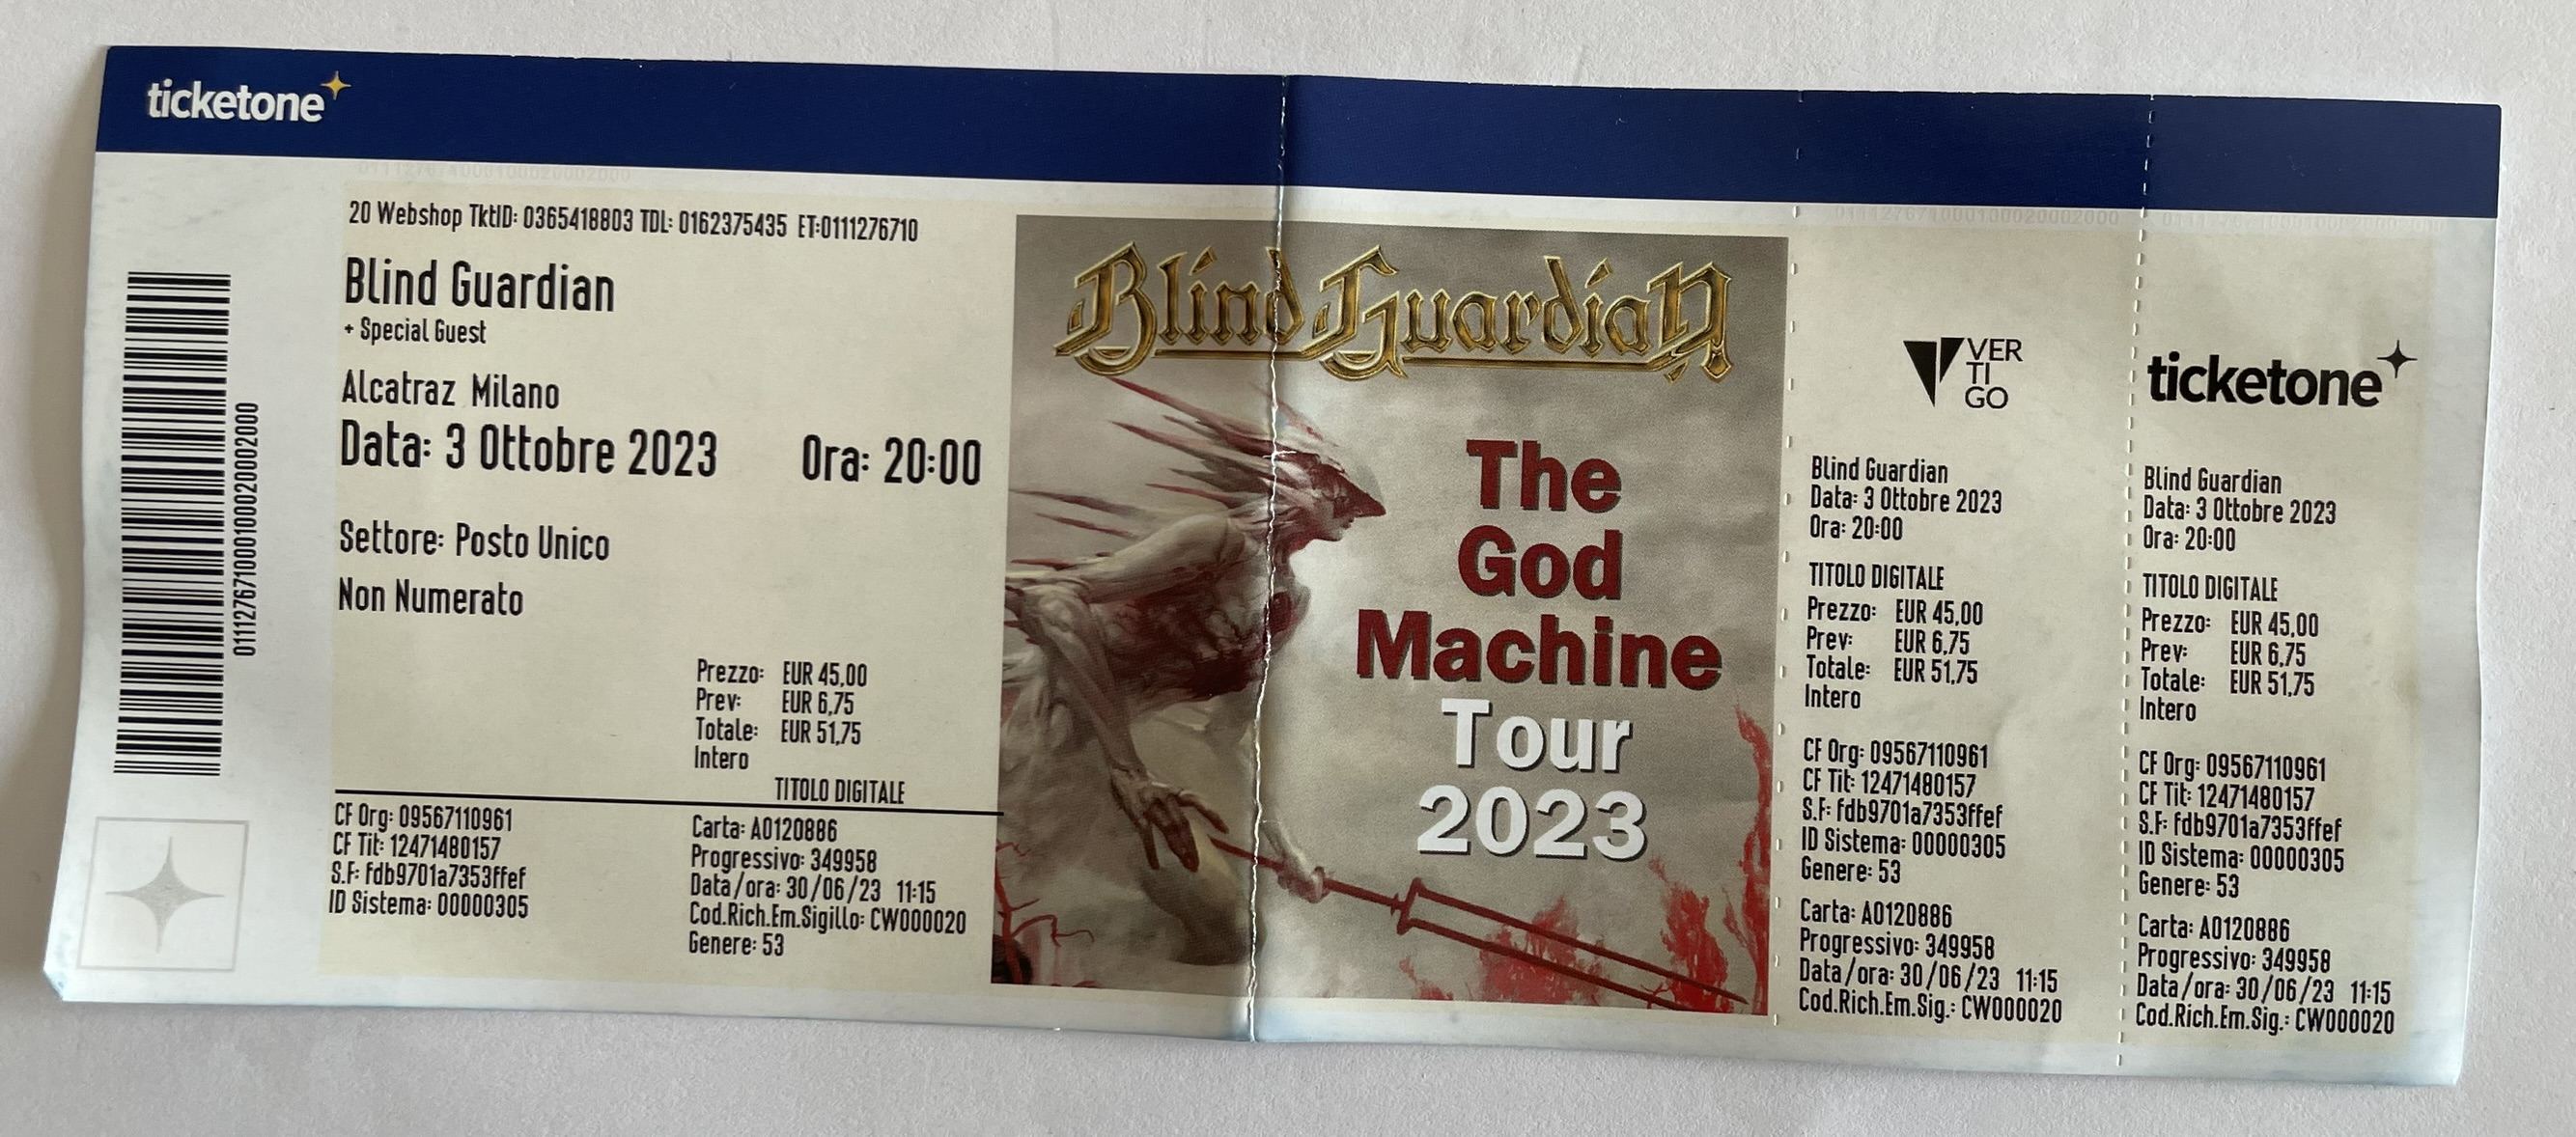 ticketone
20 Webshop TktID: 0365418803 TDL: 0162375435 ET:0111276710
Blind Guardian
+ Special Guest
Alcatraz Milano
Data: 3 Ottobre 2023 Ora: 20:00
Settore: Posto Unico
Non Numerato
Prezzo: EUR 45,00
Prev: EUR 6,75
Totale: EUR 51,75
Intero
TITOLO DIGITALE
CF Org: 09567110961
CF Tit: 12471480157
S.F: fdb9701a7353ffef
ID Sistema: 00000305
Carta: A0120886
Progressivo: 349958
Data/ora: 30/06/23 11:15
Cod.Rich.Em.Sigillo: CW000020
Genere: 53
011127671000100020002000
Blind Guardian
The
God
Machine
Tour
2023
011127671000100020002000
VER
TI
GO
Blind Guardian
Data: 3 Ottobre 2023
Ora: 20:00
TITOLO DIGITALE
Prezzo: EUR 45,00
Prev: EUR 6,75
Totale: EUR 51,75
Intero
CF Org: 09567110961
CF Tit: 12471480157
S.F: fdb9701a7353ffef
ID Sistema: 00000305
Genere: 53
Carta: A0120886
Progressivo: 349958
Data/ora: 30/06/23 11:15
Cod.Rich.Em.Sig.: CW000020
ticketone
Blind Guardian
Data: 3 Ottobre 2023
Ora: 20:00
TITOLO DIGITALE
Prezzo: EUR 45,00
Prev: EUR 6,75
Totale: EUR 51,75
Intero
CF Org: 09567110961
CF Tit: 12471480157
S.F: fdb9701a7353ffef
ID Sistema: 00000305
Genere: 53
Carta: A0120886
Progressivo: 349958
Data/ora: 30/06/23 11:15
Cod.Rich.Em.Sig.: CW000020